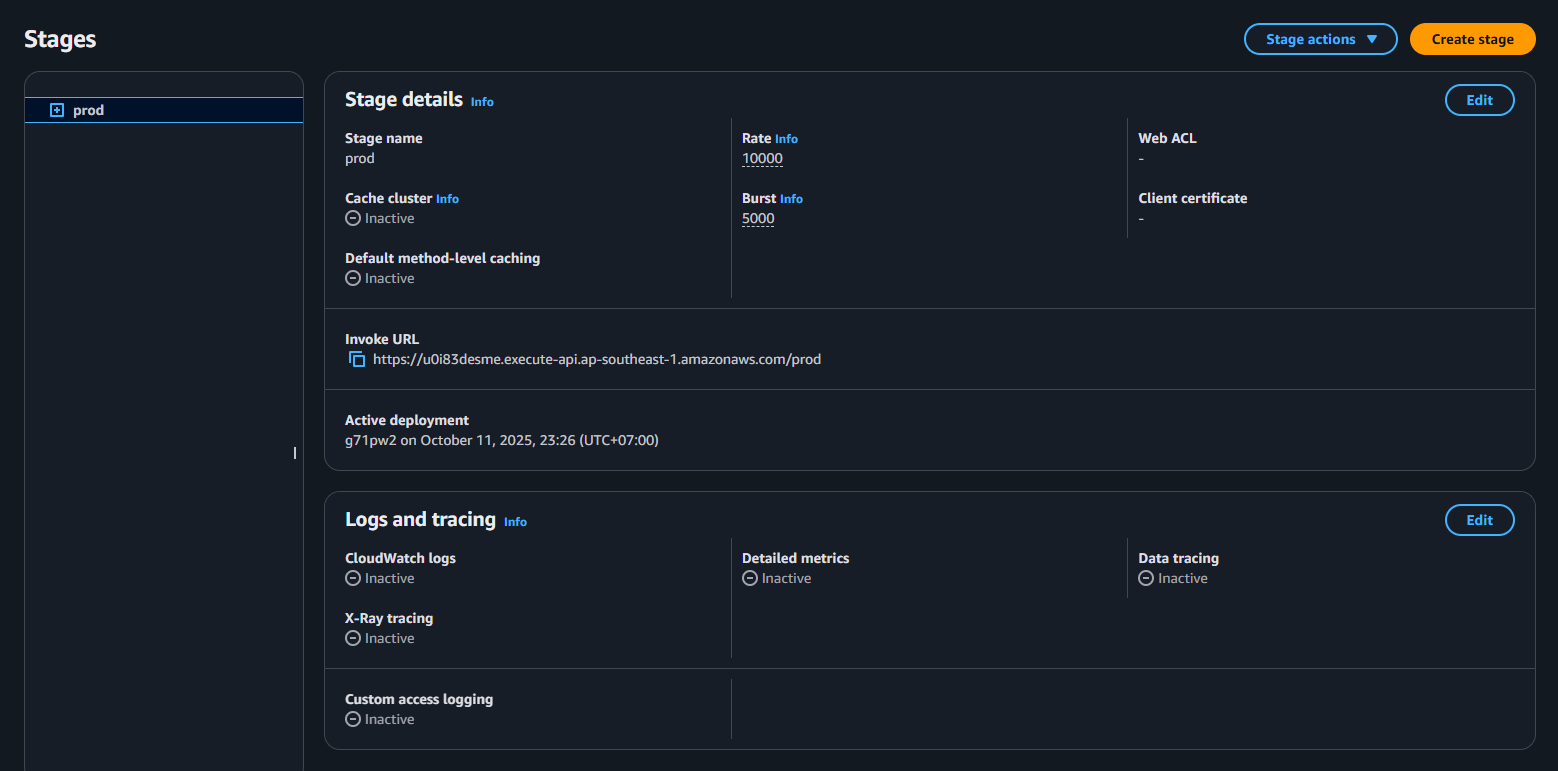 Stages
Stage actions
Create stage
prod
Stage details Info
Edit
Stage name
prod
Rate Info
10000
Web ACL
-
Cache cluster Info
Inactive
Burst Info
5000
Client certificate
-
Default method-level caching
Inactive
Invoke URL
https://u0i83desme.execute-api.ap-southeast-1.amazonaws.com/prod
Active deployment
g71pw2 on October 11, 2025, 23:26 (UTC+07:00)
Logs and tracing Info
Edit
CloudWatch logs
Inactive
Detailed metrics
Inactive
Data tracing
Inactive
X-Ray tracing
Inactive
Custom access logging
Inactive